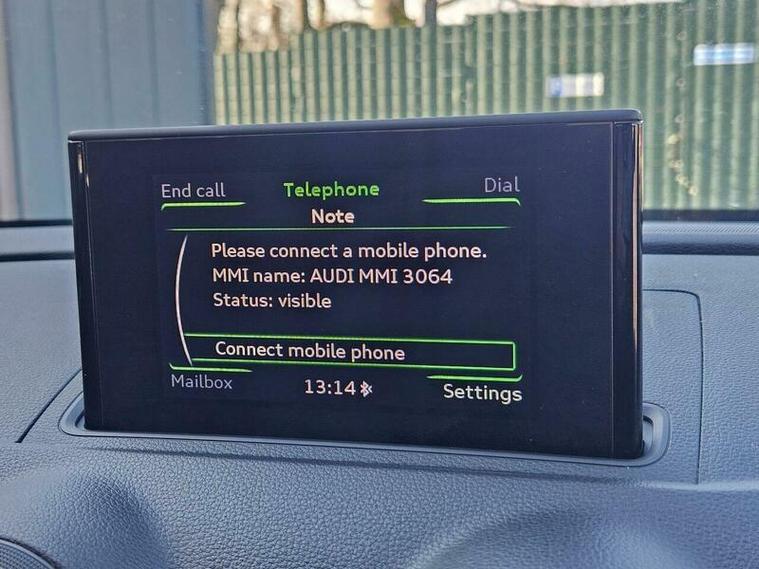 End call Telephone Dial
Note
Please connect a mobile phone.
MMI name: AUDI MMI 3064
Status: visible
Connect mobile phone
Mailbox 13:14 Settings